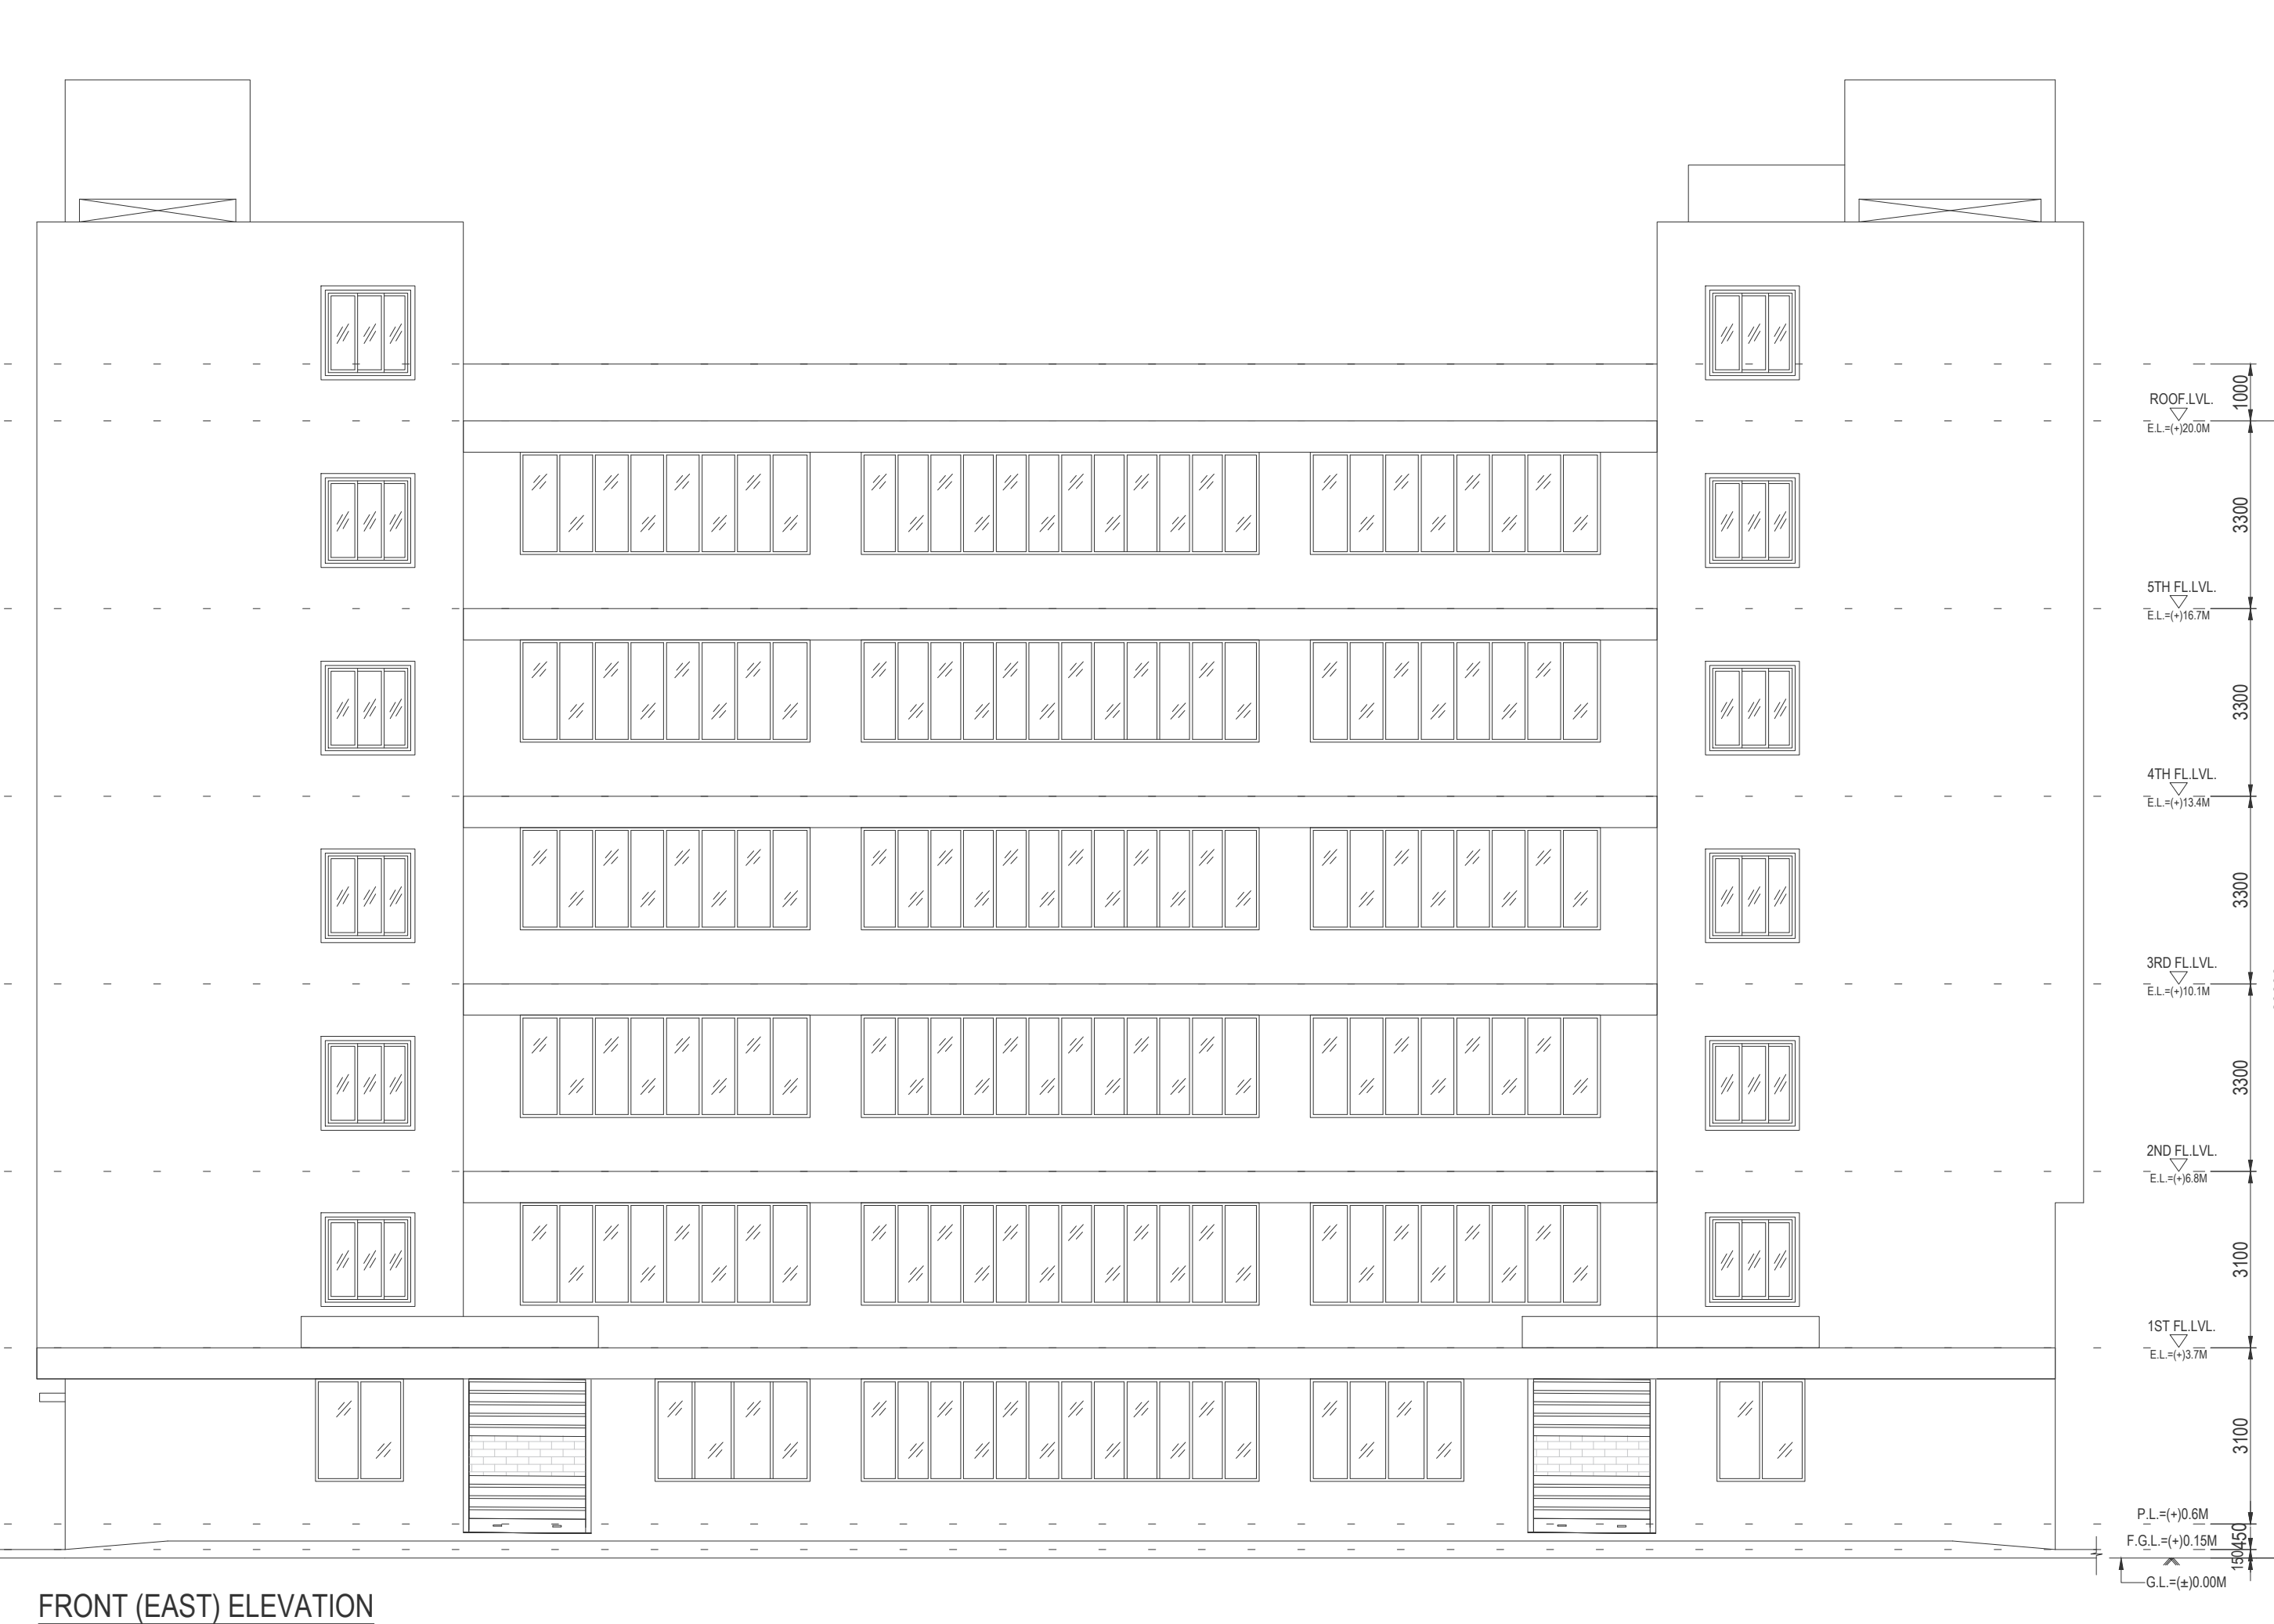 1000
ROOF.LVL.
E.L.=(+)20.0M
3300
5TH FL.LVL.
E.L.=(+)16.7M
3300
4TH FL.LVL.
E.L.=(+)13.4M
3300
3RD FL.LVL.
E.L.=(+)10.1M
3300
2ND FL.LVL.
E.L.=(+)6.8M
3100
1ST FL.LVL.
E.L.=(+)3.7M
3100
P.L.=(+)0.6M
450
F.G.L.=(+)0.15M
150
G.L.=(±)0.00M
FRONT (EAST) ELEVATION